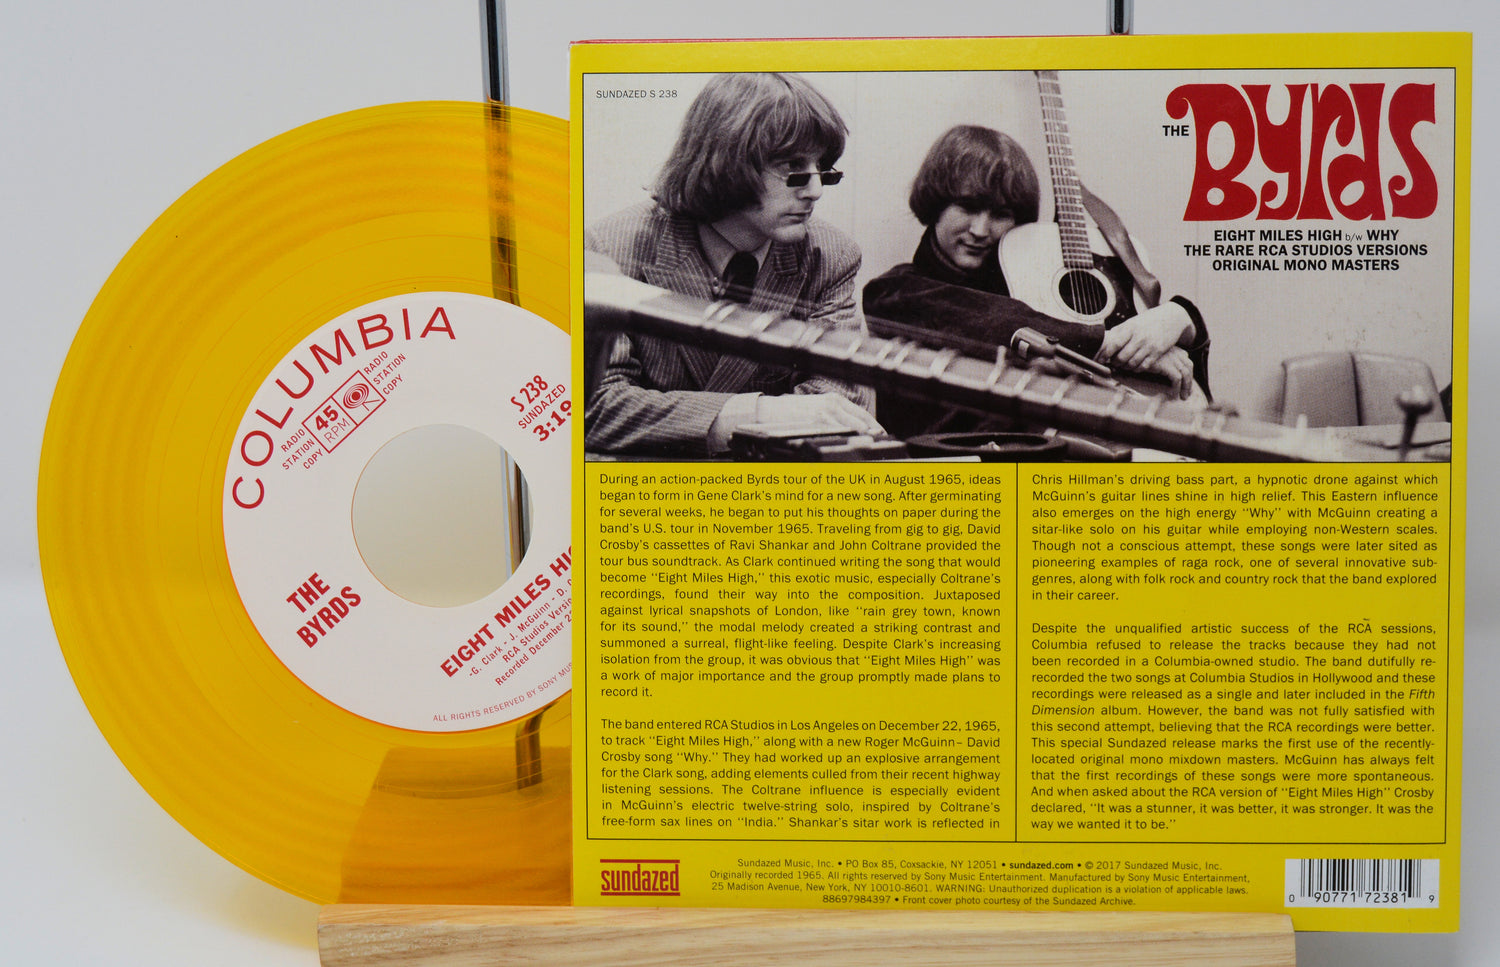 COLUMBIA
RADIO
STATION
COPY
45
RPM
RADIO
STATION
COPY
S 238
SUNDAZED
3:19
THE
BYRDS
EIGHT MILES
-G. Clark - J. McGuinn - D.
RCA Studios
Recorded December
ALL RIGHTS RESERVED BY SONY
SUNDAZED S 238
THE Byrds
EIGHT MILES HIGH b/w WHY
THE RARE RCA STUDIOS VERSIONS
ORIGINAL MONO MASTERS
During an action-packed Byrds tour of the UK in August 1965, ideas
began to form in Gene Clark's mind for a new song. After germinating
for several weeks, he began to put his thoughts on paper during the
band's U.S. tour in November 1965. Traveling from gig to gig, David
Crosby's cassettes of Ravi Shankar and John Coltrane provided the
tour bus soundtrack. As Clark continued writing the song that would
become "Eight Miles High," this exotic music, especially Coltrane's
recordings, found their way into the composition. Juxtaposed
against lyrical snapshots of London, like "rain grey town, known
for its sound," the modal melody created a striking contrast and
summoned a surreal, flight-like feeling. Despite Clark's increasing
isolation from the group, it was obvious that "Eight Miles High" was
a work of major importance and the group promptly made plans to
record it.
The band entered RCA Studios in Los Angeles on December 22, 1965,
to track "Eight Miles High," along with a new Roger McGuinn– David
Crosby song "Why." They had worked up an explosive arrangement
for the Clark song, adding elements culled from their recent highway
listening sessions. The Coltrane influence is especially evident
in McGuinn's electric twelve-string solo, inspired by Coltrane's
free-form sax lines on "India." Shankar's sitar work is reflected in
Chris Hillman's driving bass part, a hypnotic drone against which
McGuinn's guitar lines shine in high relief. This Eastern influence
also emerges on the high energy "Why" with McGuinn creating a
sitar-like solo on his guitar while employing non-Western scales.
Though not a conscious attempt, these songs were later sited as
pioneering examples of raga rock, one of several innovative sub-
genres, along with folk rock and country rock that the band explored
in their career.
Despite the unqualified artistic success of the RCA sessions,
Columbia refused to release the tracks because they had not
been recorded in a Columbia-owned studio. The band dutifully re-
recorded the two songs at Columbia Studios in Hollywood and these
recordings were released as a single and later included in the Fifth
Dimension album. However, the band was not fully satisfied with
this second attempt, believing that the RCA recordings were better.
This special Sundazed release marks the first use of the recently-
located original mono mixdown masters. McGuinn has always felt
that the first recordings of these songs were more spontaneous.
And when asked about the RCA version of "Eight Miles High" Crosby
declared, "It was a stunner, it was better, it was stronger. It was the
way we wanted it to be."
sundazed
Sundazed Music, Inc. • PO Box 85, Coxsackie, NY 12051 • sundazed.com • © 2017 Sundazed Music, Inc.
Originally recorded 1965. All rights reserved by Sony Music Entertainment. Manufactured by Sony Music Entertainment,
25 Madison Avenue, New York, NY 10010-8601. WARNING: Unauthorized duplication is a violation of applicable laws.
88697984397 • Front cover photo courtesy of the Sundazed Archive.
0 90771 72381 9